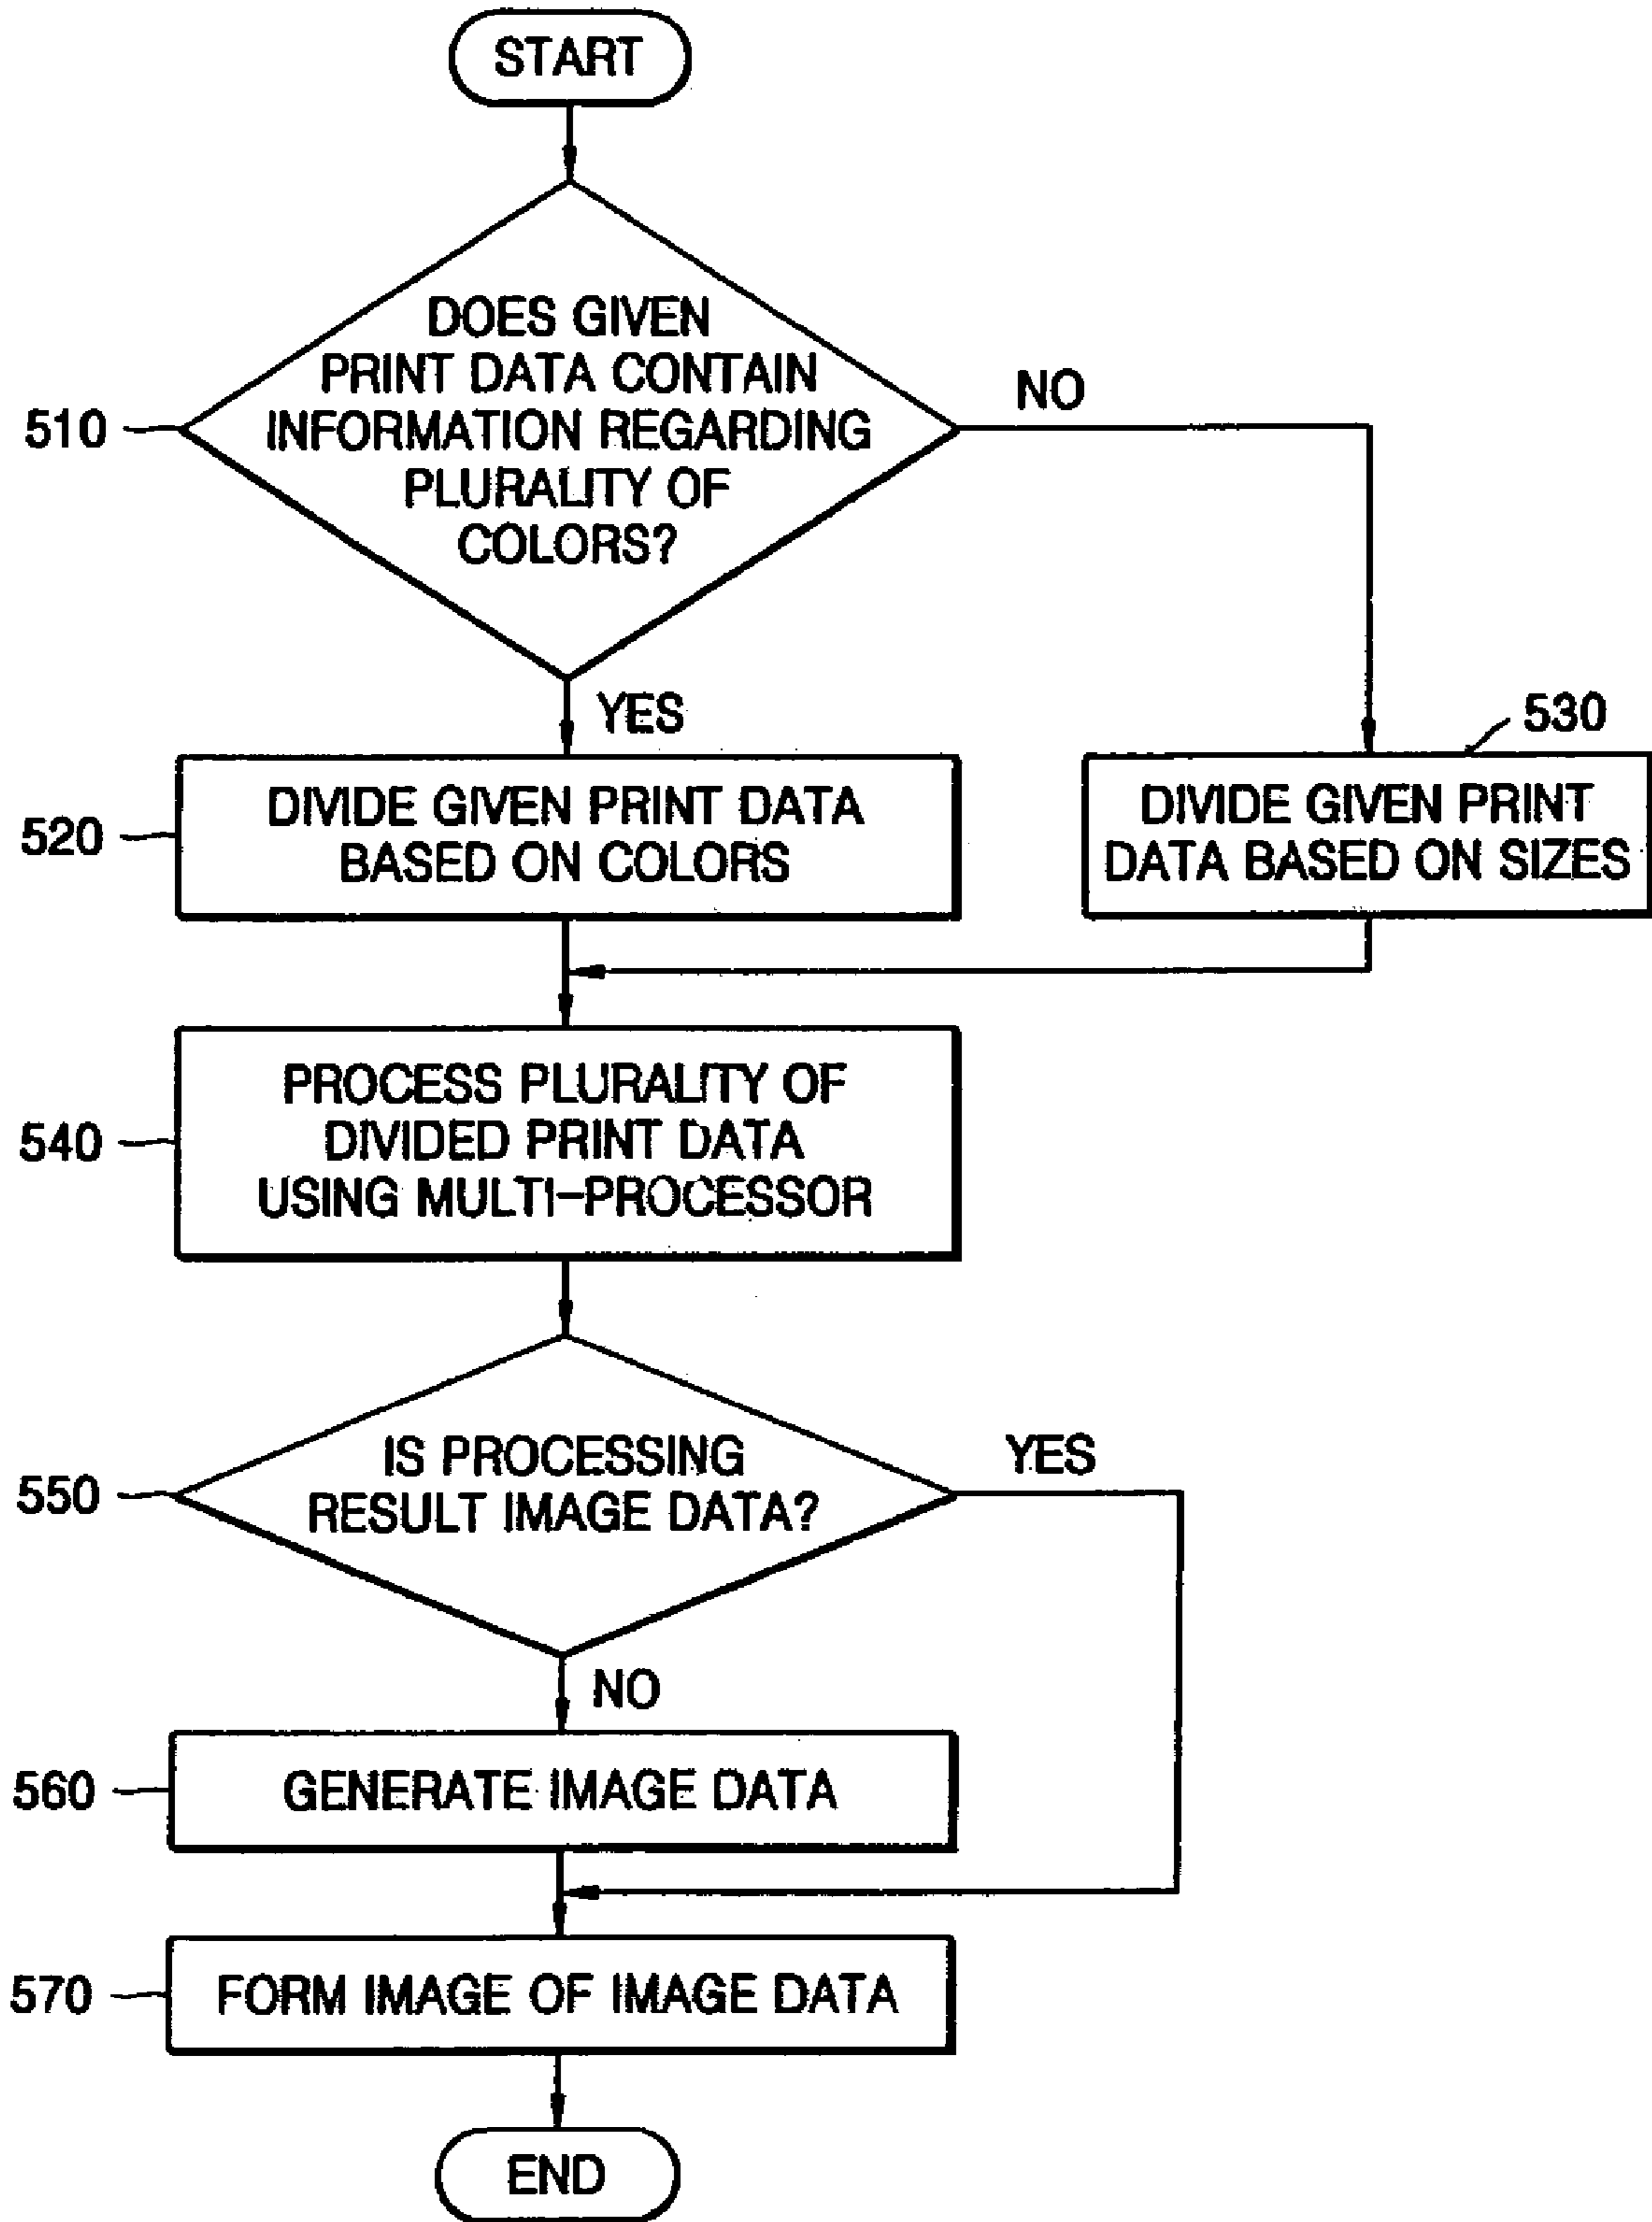 START
DOES GIVEN
PRINT DATA CONTAIN
INFORMATION REGARDING
PLURALITY OF
COLORS?
510
NO
YES
530
520
DIVIDE GIVEN PRINT DATA
BASED ON COLORS
DIVIDE GIVEN PRINT
DATA BASED ON SIZES
540
PROCESS PLURALITY OF
DIVIDED PRINT DATA
USING MULTI-PROCESSOR
550
IS PROCESSING
RESULT IMAGE DATA?
YES
NO
560
GENERATE IMAGE DATA
570
FORM IMAGE OF IMAGE DATA
END